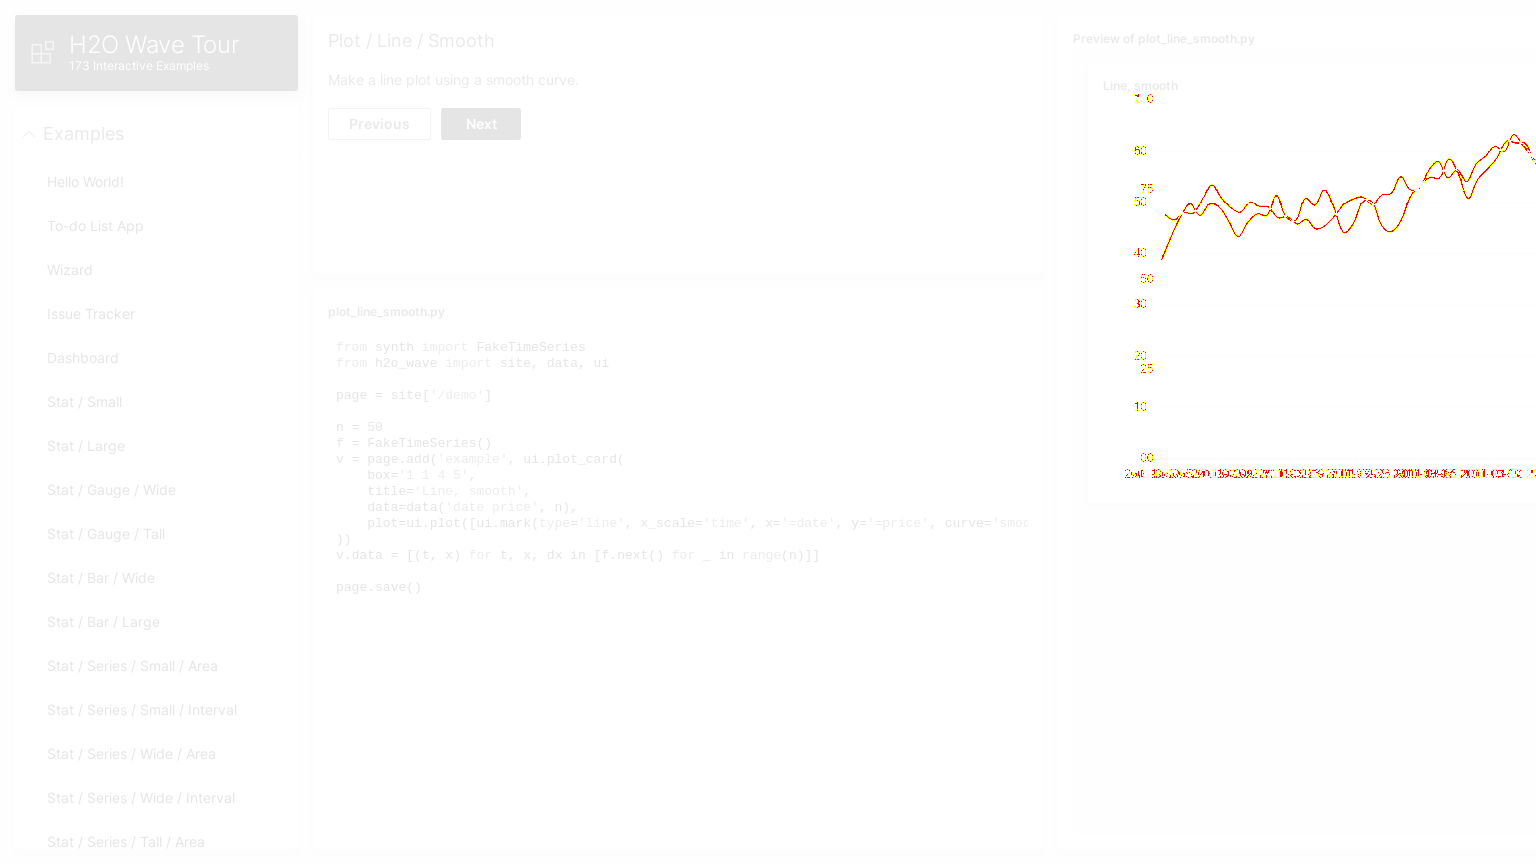 H2O Wave Tour
173 Interactive Examples
Examples
Hello World!
To-do List App
Wizard
Issue Tracker
Dashboard
Stat / Small
Stat / Large
Stat / Gauge / Wide
Stat / Gauge / Tall
Stat / Bar / Wide
Stat / Bar / Large
Stat / Series / Small / Area
Stat / Series / Small / Interval
Stat / Series / Wide / Area
Stat / Series / Wide / Interval
Stat / Series / Tall / Area
Plot / Line / Smooth
Make a line plot using a smooth curve.
Previous
Next
plot_line_smooth.py
from synth import FakeTimeSeries
from h2o_wave import site, data, ui
page = site['/demo']
n = 50
f = FakeTimeSeries()
v = page.add('example', ui.plot_card(
    box='1 1 4 5',
    title='Line, smooth',
    data=data('date price', n),
    plot=ui.plot([ui.mark(type='line', x_scale='time', x='=date', y='=price', curve='smoo
))
v.data = [(t, x) for t, x, dx in [f.next() for _ in range(n)]]
page.save()
Preview of plot_line_smooth.py
Line, smooth
60
75
50
40
50
30
20
25
10